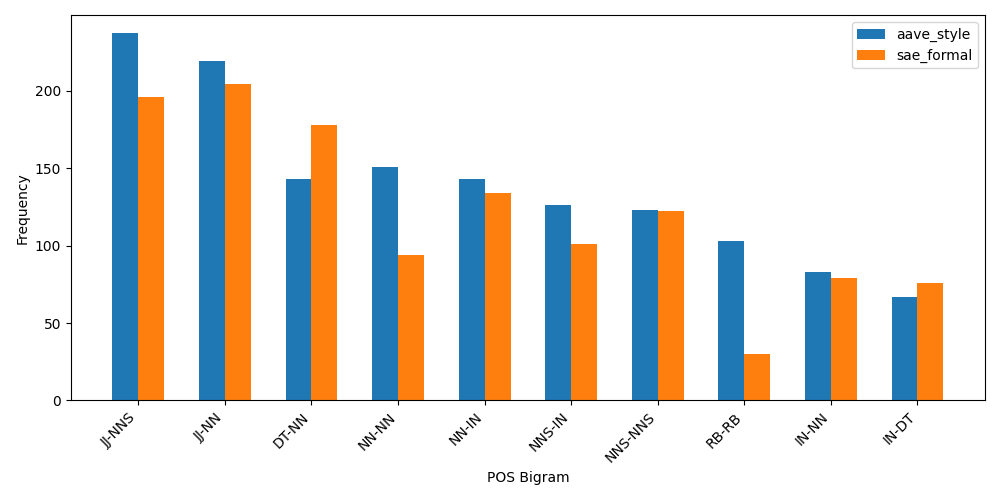 aave_style
sae_formal
Frequency
200
150
100
50
0
JJ-NNS
JJ-NN
DT-NN
NN-NN
NN-IN
NNS-IN
NNS-NNS
RB-RB
IN-NN
IN-DT
POS Bigram